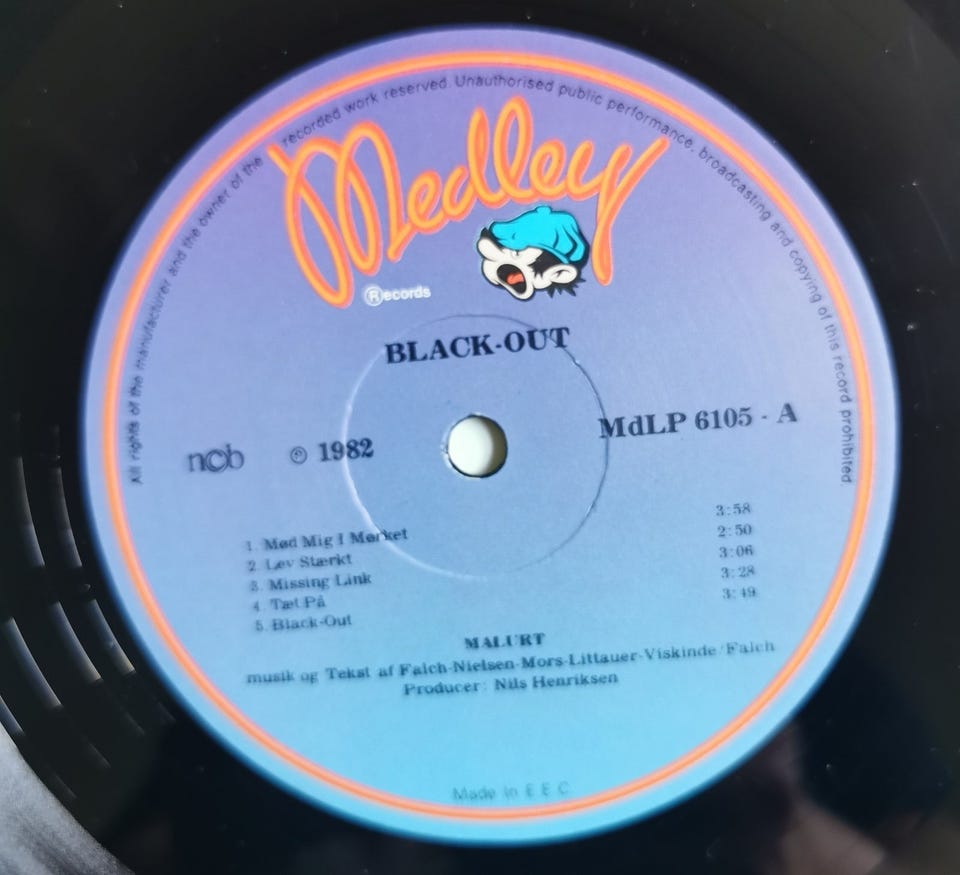 All rights of the manufacturer and the owner of the recorded work reserved. Unauthorised public performance, broadcasting and copying of this record prohibited.
Medley
Records
BLACK-OUT
MdLP 6105 - A
ncb ℗ 1982
1. Mød Mig I Mørket 3:58
2. Lev Stærkt 2:50
3. Missing Link 3:06
4. Tæt På 3:28
5. Black-Out 3:49
MALURT
musik og Tekst af Falch-Nielsen-Mors-Littauer-Viskinde/Falch
Producer: Nils Henriksen
Made in E.E.C.